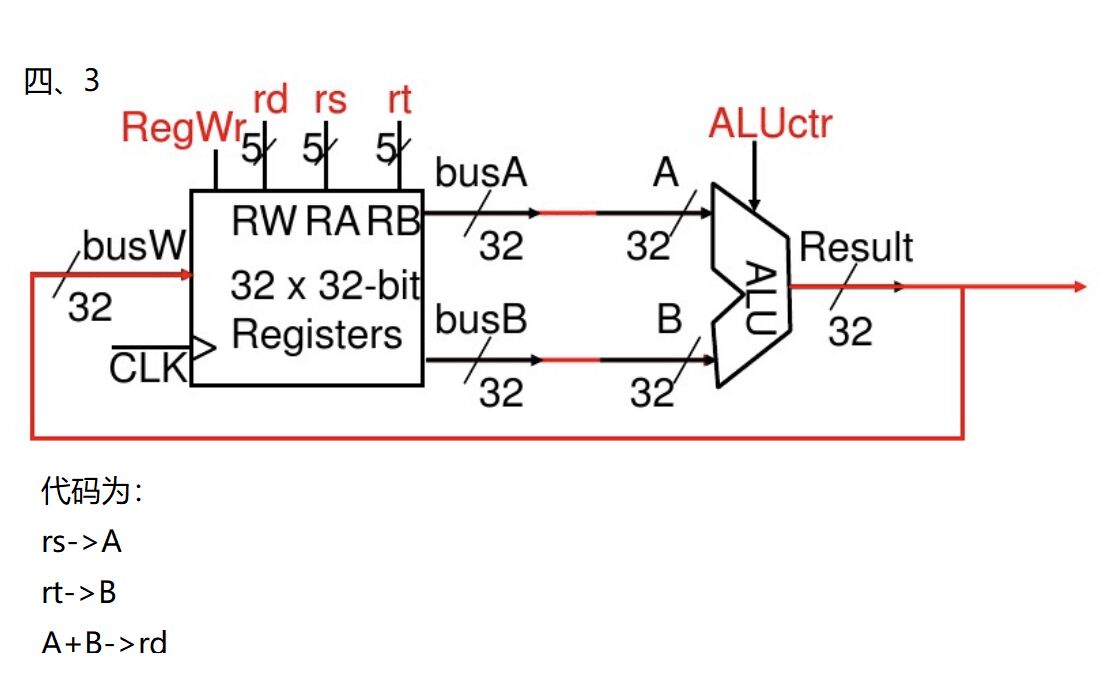 四、3
rd rs rt
RegWr ALUctr
5 5 5
busA A
RW RA RB
busW 32 32 Result
32 x 32-bit ALU
32 busB B 32
Registers
CLK 32 32
代码为：
rs->A
rt->B
A+B->rd